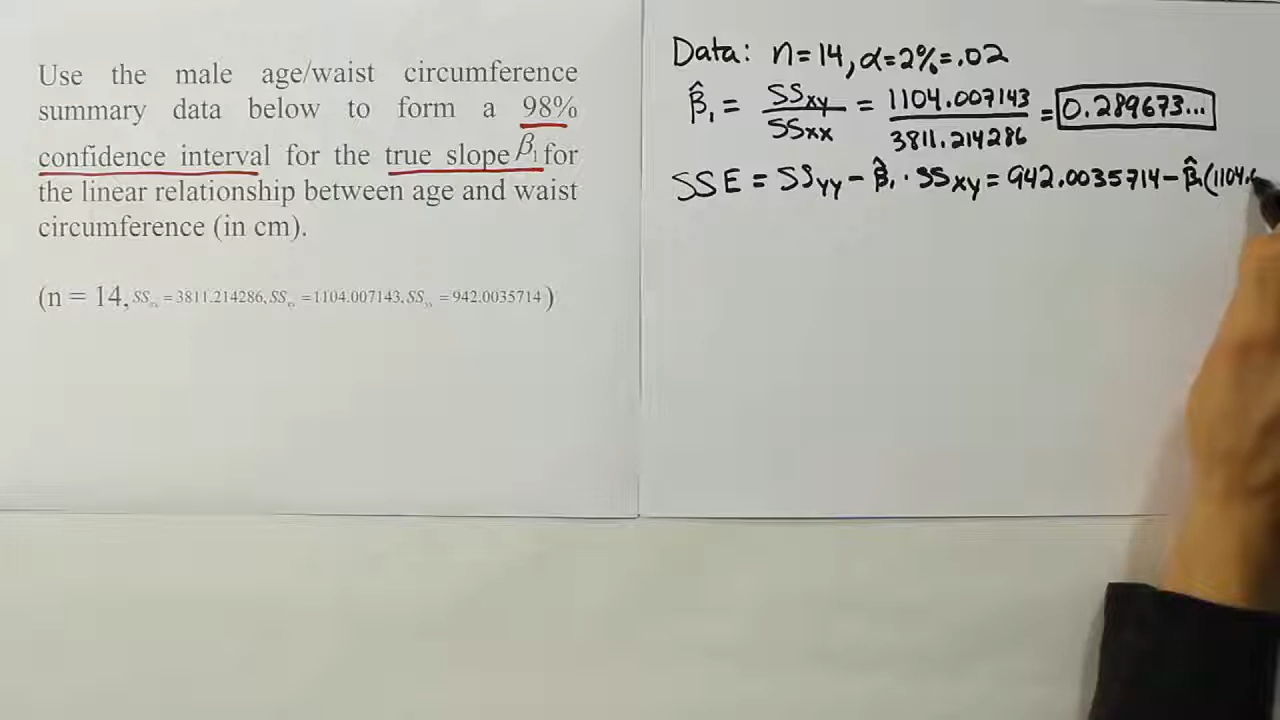 Use the male age/waist circumference
summary data below to form a 98%
confidence interval for the true slope β₁ for
the linear relationship between age and waist
circumference (in cm).
(n = 14, SS = 3811.214286, SS = 1104.007143, SS = 942.0035714)
Data: n=14, α=2%=.02
β̂₁ = SSxy / SSxx = 1104.007143 / 3811.214286 = 0.289673...
SSE = SSyy - β̂₁ · SSxy = 942.0035714 - β̂₁(1104.